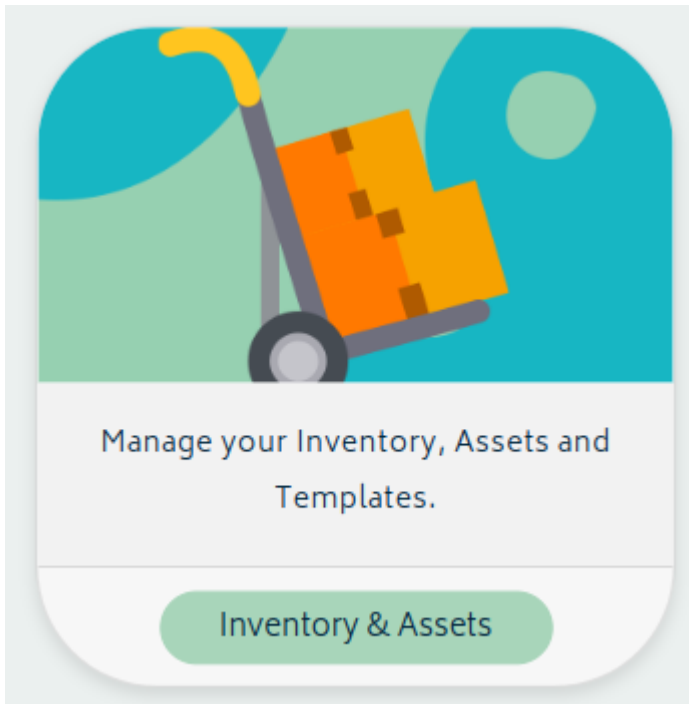 Manage your Inventory, Assets and
Templates.
Inventory & Assets